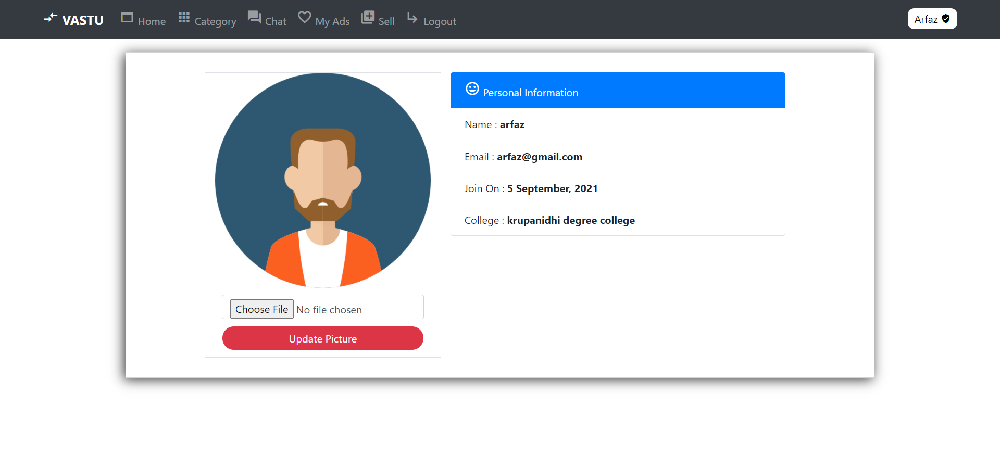 VASTU Home Category Chat My Ads Sell Logout Arfaz
Personal Information
Name : arfaz
Email : arfaz@gmail.com
Join On : 5 September, 2021
College : krupanidhi degree college
Choose File No file chosen
Update Picture